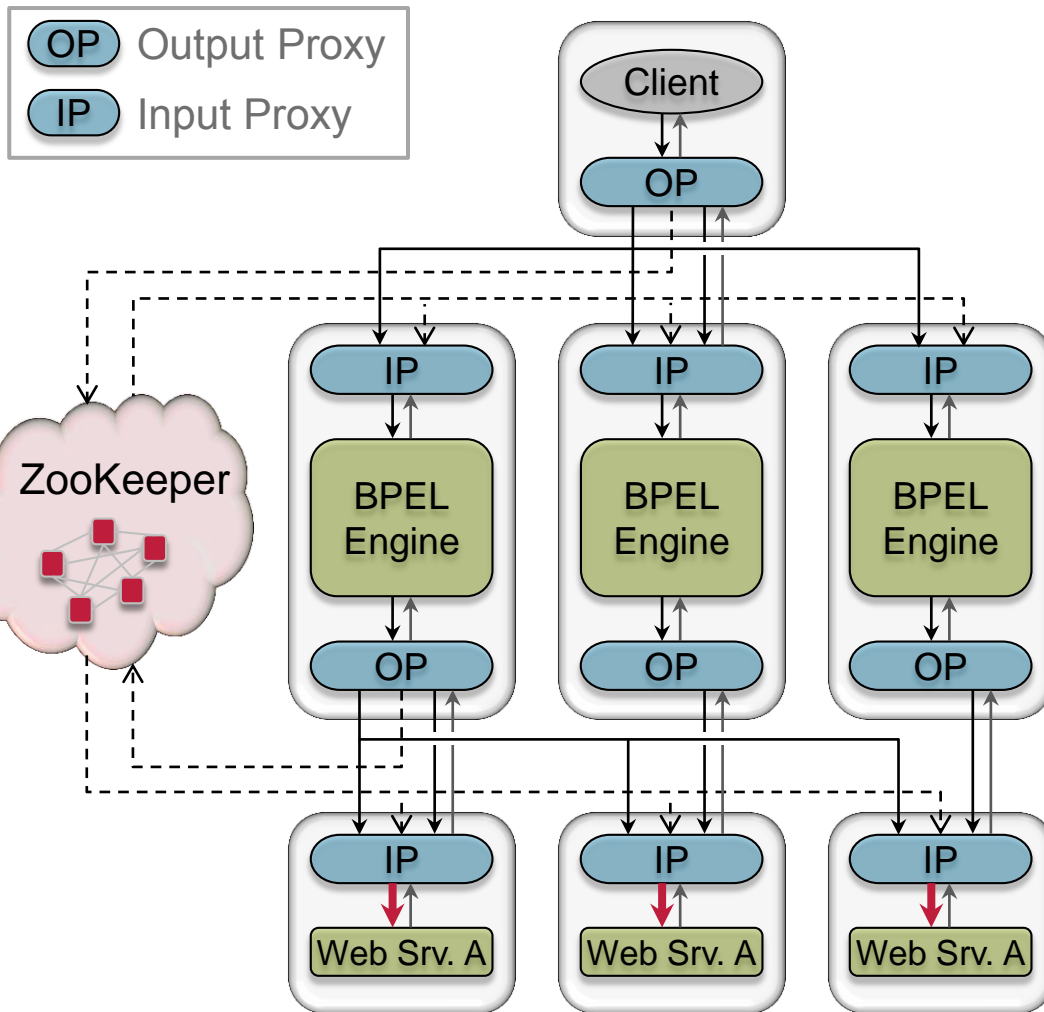 OP Output Proxy
IP Input Proxy
Client
OP
IP IP IP
ZooKeeper
BPEL BPEL BPEL
Engine Engine Engine
OP OP OP
IP IP IP
Web Srv. A Web Srv. A Web Srv. A